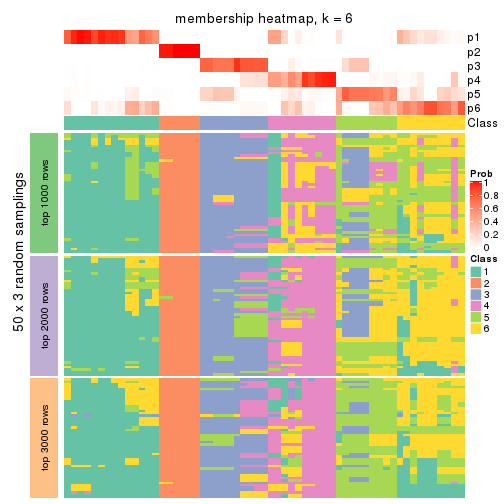 membership heatmap, k = 6
p1
p2
p3
p4
p5
p6
Class
50 x 3 random samplings
top 1000 rows
top 2000 rows
top 3000 rows
Prob
1
0.8
0.6
0.4
0.2
0
Class
1
2
3
4
5
6